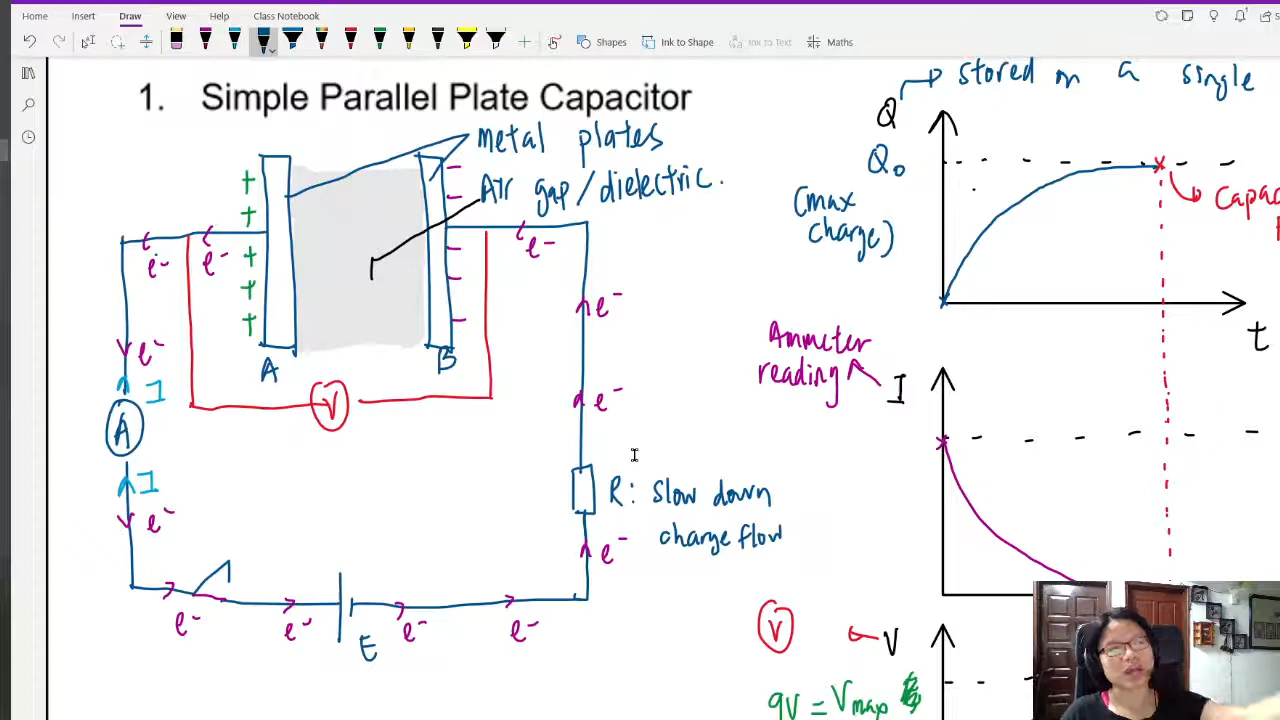 Home Insert Draw View Help Class Notebook
Shapes Ink to Shape Ink to Text Maths
1. Simple Parallel Plate Capacitor
metal plates
Air gap/dielectric.
+ + + + +
- - - - -
e- e- e-
A B
V
e- e-
I
A
I
e- e-
R: slow down
charge flow
e-
e- e- e- e-
E
stored on a single
Q
Q₀
(max
charge)
t
Ammeter
reading
I
V
V